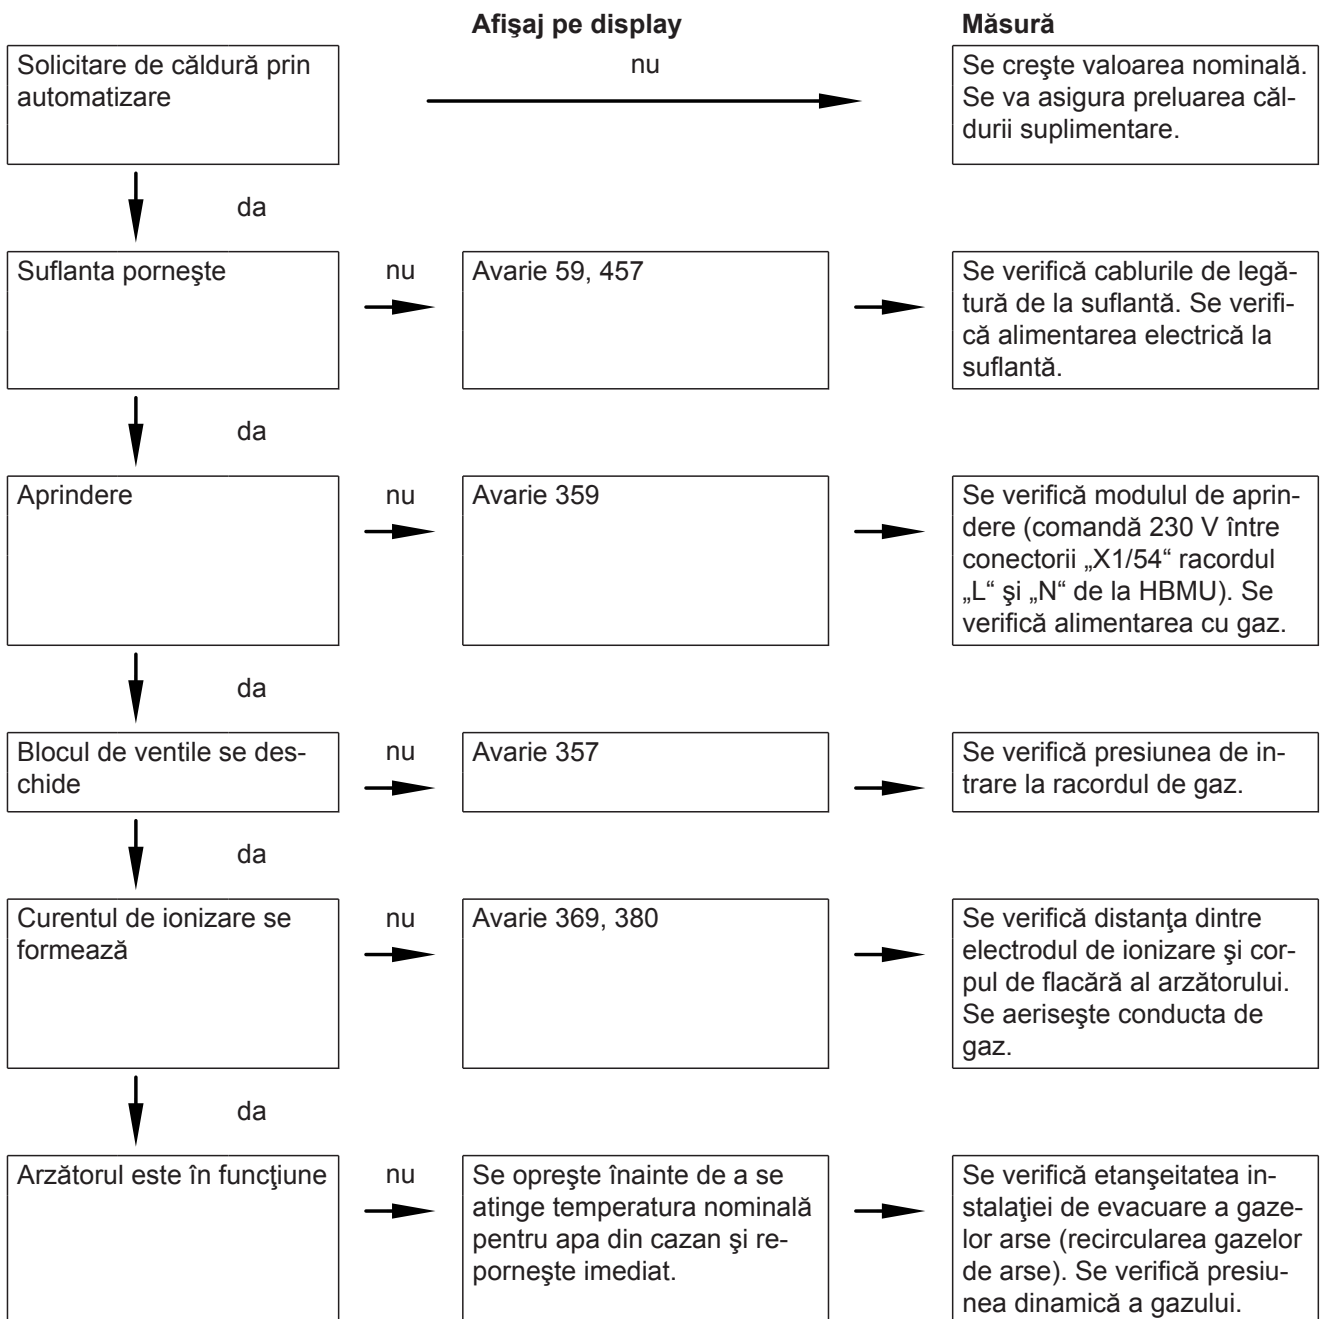 Afişaj pe display
Măsură
Solicitare de căldură prin
automatizare
nu
Se creşte valoarea nominală.
Se va asigura preluarea căl-
durii suplimentare.
da
Suflanta porneşte
nu
Avarie 59, 457
Se verifică cablurile de legă-
tură de la suflantă. Se verifi-
că alimentarea electrică la
suflantă.
da
Aprindere
nu
Avarie 359
Se verifică modulul de aprin-
dere (comandă 230 V între
conectorii „X1/54“ racordul
„L“ şi „N“ de la HBMU). Se
verifică alimentarea cu gaz.
da
Blocul de ventile se des-
chide
nu
Avarie 357
Se verifică presiunea de in-
trare la racordul de gaz.
da
Curentul de ionizare se
formează
nu
Avarie 369, 380
Se verifică distanţa dintre
electrodul de ionizare şi cor-
pul de flacără al arzătorului.
Se aeriseşte conducta de
gaz.
da
Arzătorul este în funcţiune
nu
Se opreşte înainte de a se
atinge temperatura nominală
pentru apa din cazan şi re-
porneşte imediat.
Se verifică etanşeitatea in-
stalaţiei de evacuare a gaze-
lor arse (recircularea gazelor
de arse). Se verifică presiu-
nea dinamică a gazului.